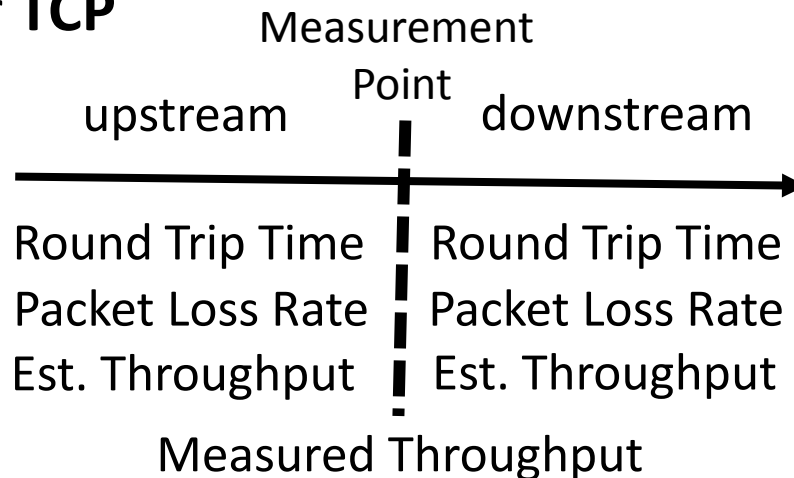 TCP
Measurement
Point
upstream
downstream
Round Trip Time
Round Trip Time
Packet Loss Rate
Packet Loss Rate
Est. Throughput
Est. Throughput
Measured Throughput